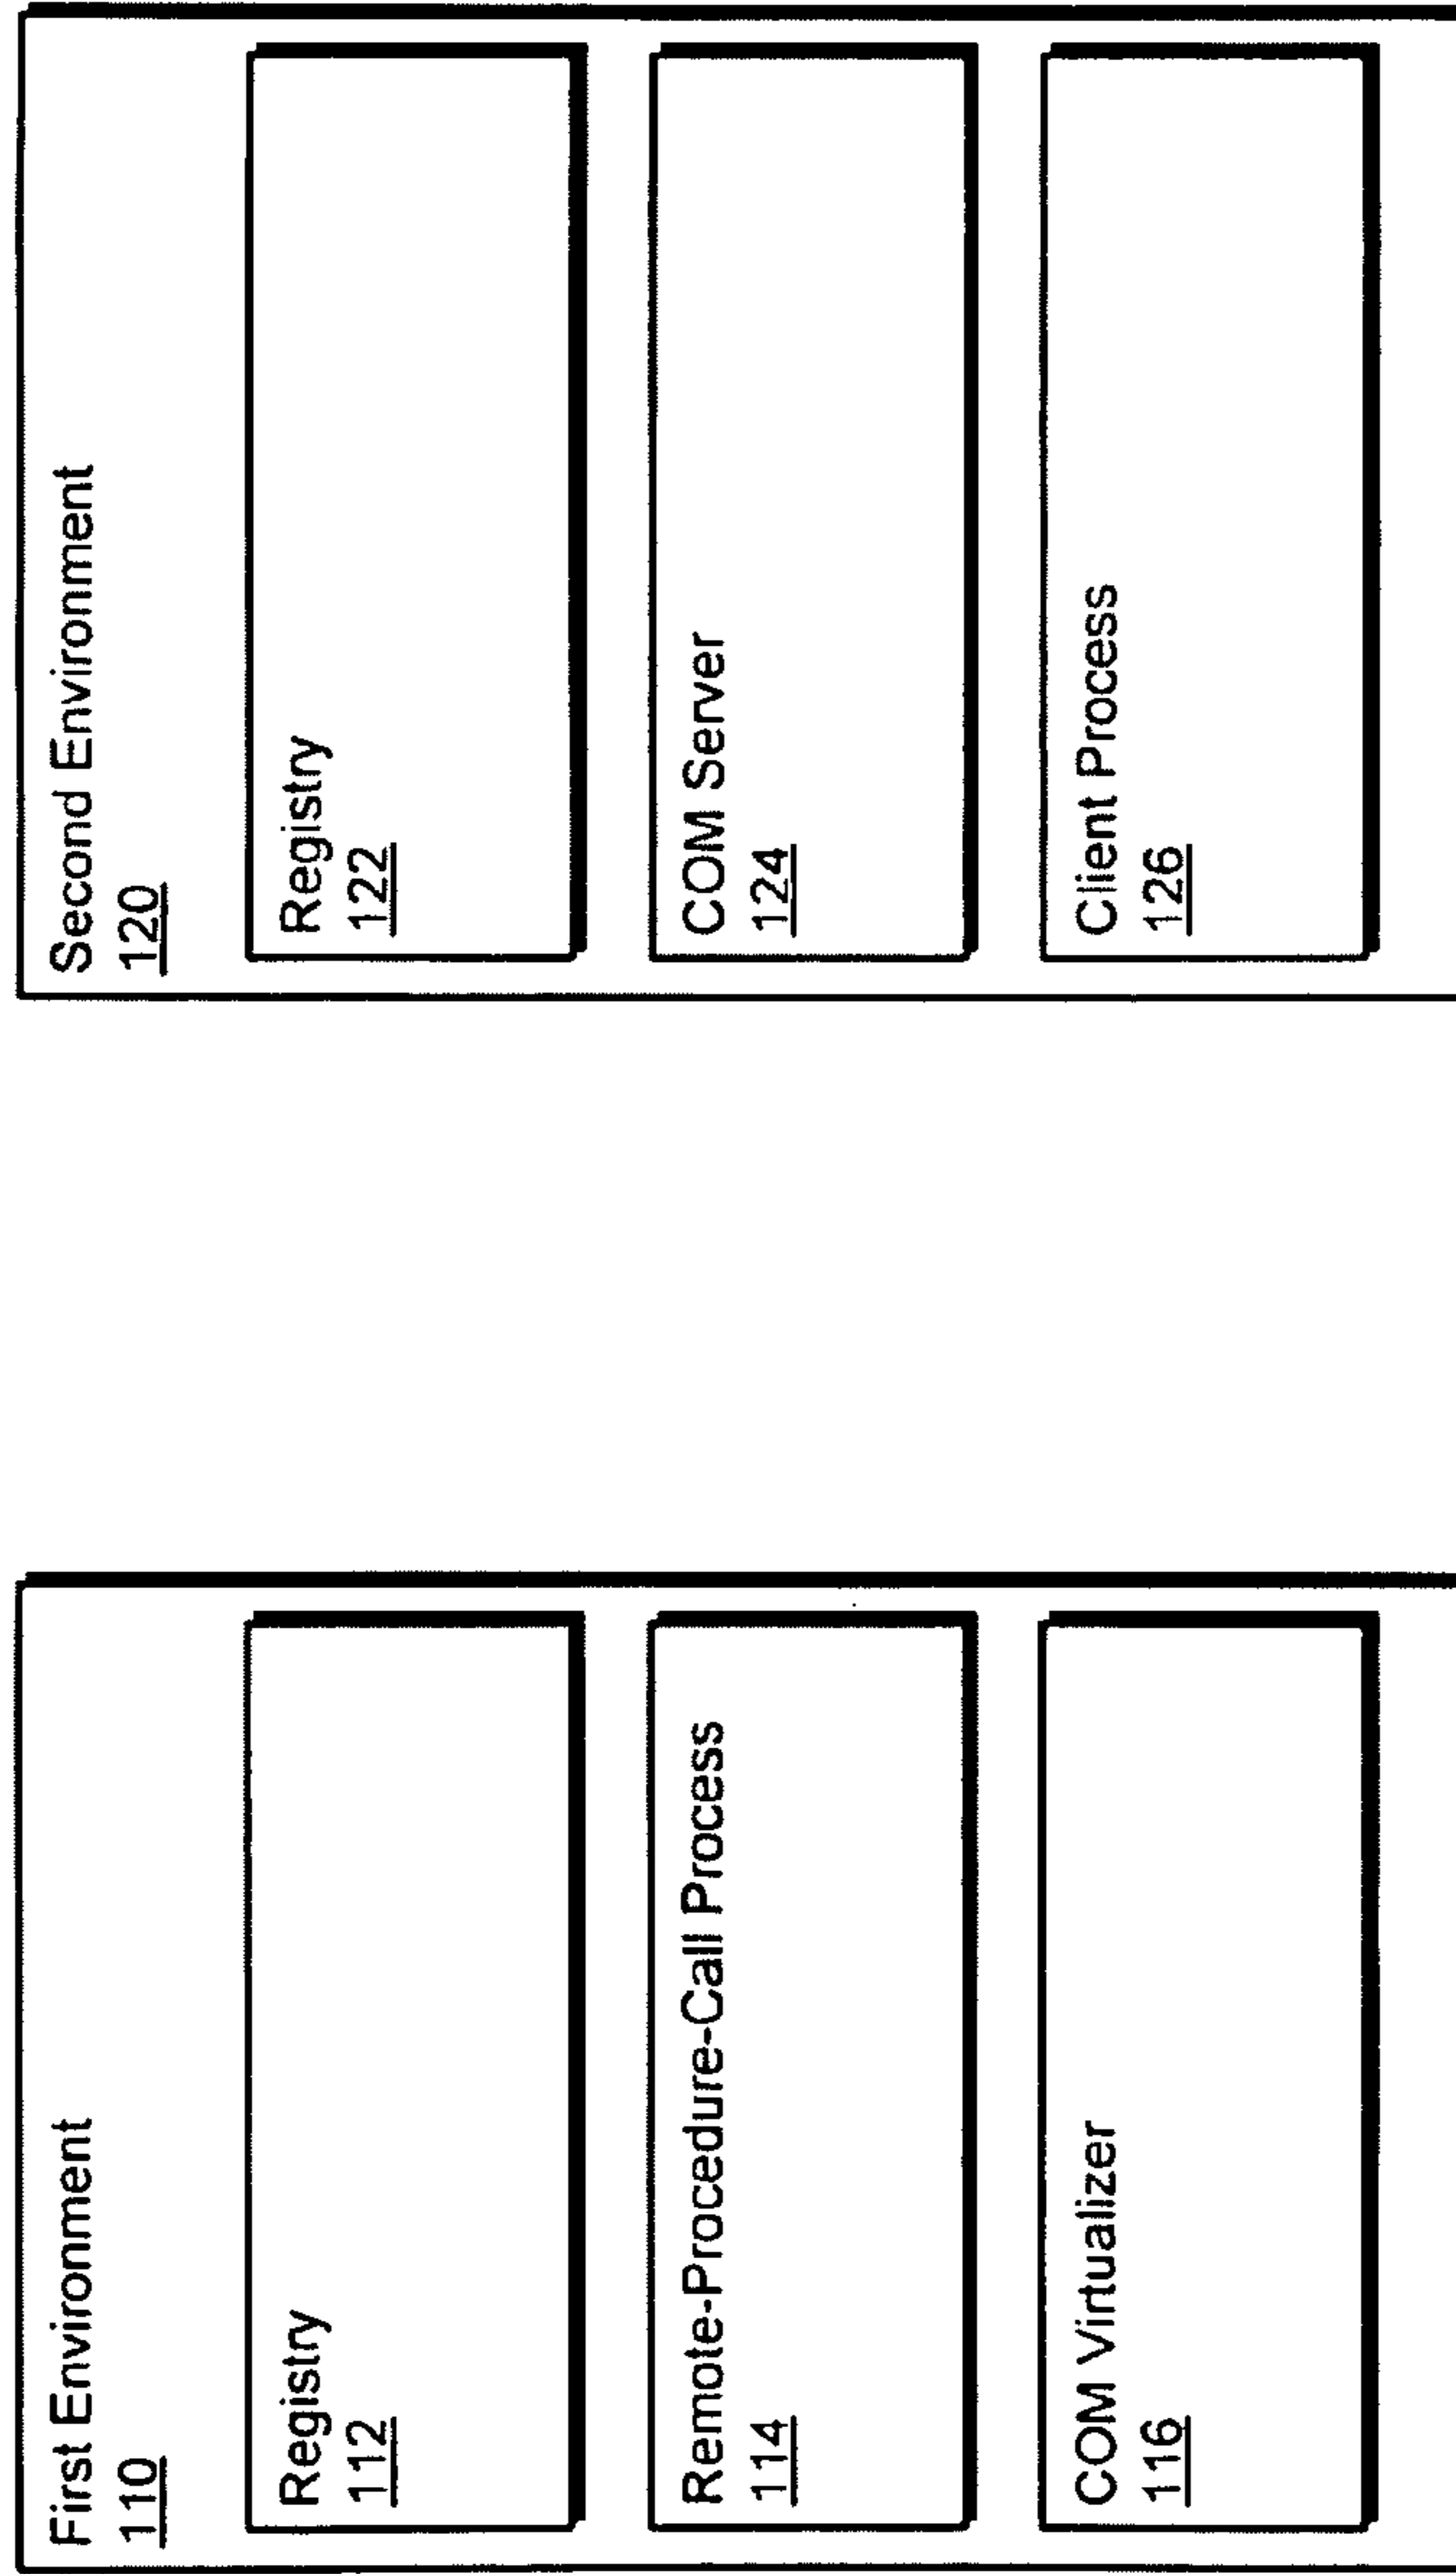 First Environment
110
Registry
112
Remote-Procedure-Call Process
114
COM Virtualizer
116
Second Environment
120
Registry
122
COM Server
124
Client Process
126